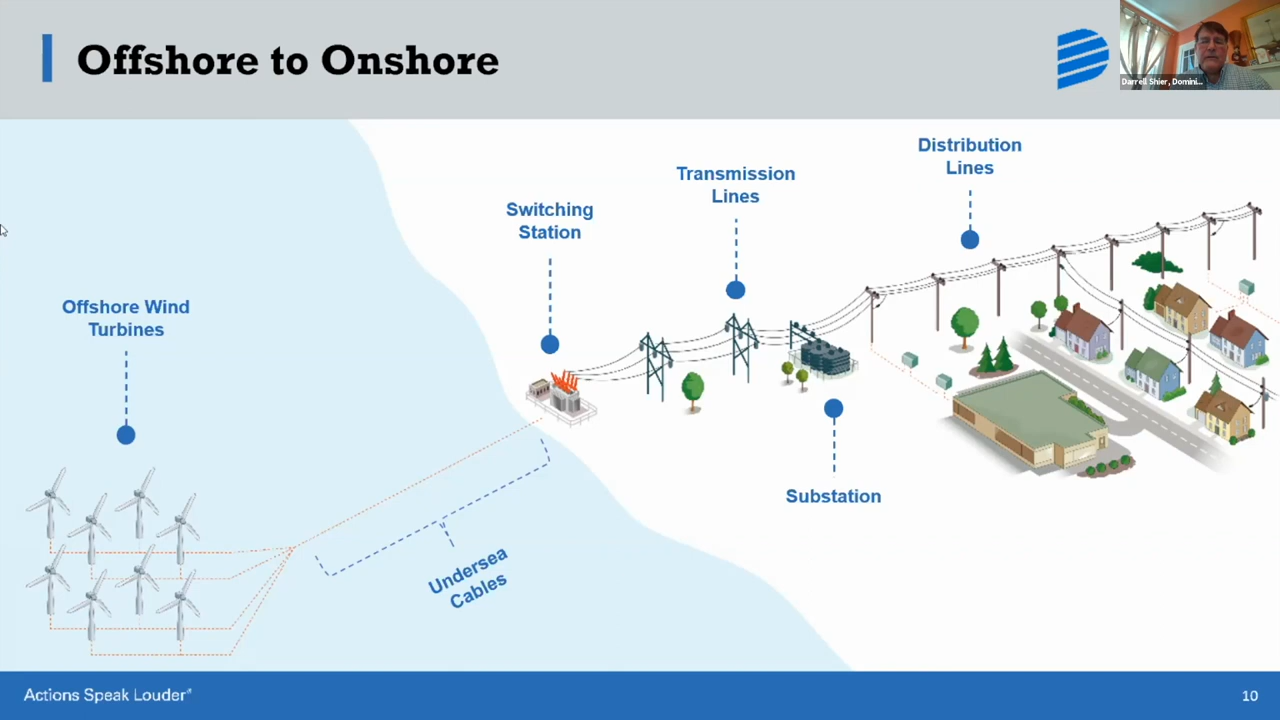 Offshore to Onshore
Darrell Shier, Domini...
Distribution
Lines
Transmission
Lines
Switching
Station
Offshore Wind
Turbines
Substation
Undersea
Cables
Actions Speak Louder®
10